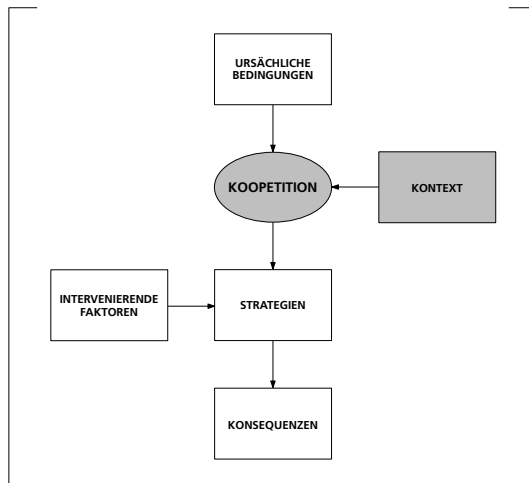 URSÄCHLICHE
BEDINGUNGEN
KOOPETITION
KONTEXT
INTERVENIERENDE
FAKTOREN
STRATEGIEN
KONSEQUENZEN